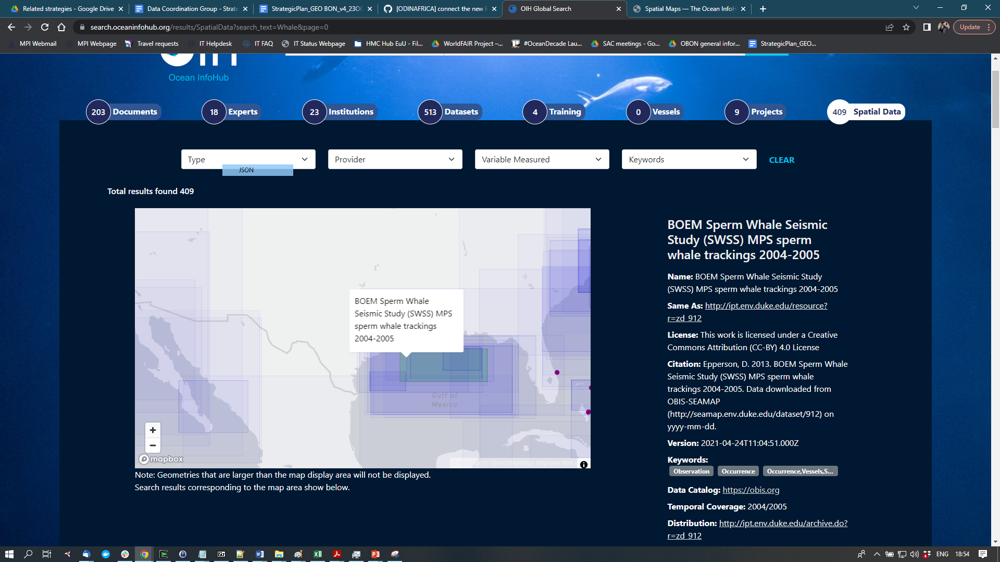 Related strategies - Google Drive
Data Coordination Group - Strate
StrategicPlan_GEO BON_v4_23OC
[ODINAFRICA] connect the new P
OIH Global Search
Spatial Maps — The Ocean InfoH
search.oceaninfohub.org/results/SpatialData?search_text=Whale&page=0
Update
MPI Webmail
MPI Webpage
Travel requests
IT Helpdesk
IT FAQ
IT Status Webpage
HMC Hub EuU - Fil...
WorldFAIR Project –...
#OceanDecade Lau...
SAC meetings - Go...
OBON general infor...
StrategicPlan_GEO...
OIH
Ocean InfoHub
203 Documents
18 Experts
23 Institutions
513 Datasets
4 Training
0 Vessels
9 Projects
409 Spatial Data
Type
Provider
Variable Measured
Keywords
CLEAR
JSON
Total results found 409
BOEM Sperm Whale
Seismic Study (SWSS) MPS
sperm whale trackings
2004-2005
Gulf of
Mexico
mapbox
© OpenStreetMap Improve this
Note: Geometries that are larger than the map display area will not be displayed.
Search results corresponding to the map area show below.
BOEM Sperm Whale Seismic
Study (SWSS) MPS sperm
whale trackings 2004-2005
Name: BOEM Sperm Whale Seismic Study
(SWSS) MPS sperm whale trackings 2004-2005
Same As: http://ipt.env.duke.edu/resource?
r=zd_912
License: This work is licensed under a Creative
Commons Attribution (CC-BY) 4.0 License
Citation: Epperson, D. 2013. BOEM Sperm Whale
Seismic Study (SWSS) MPS sperm whale
trackings 2004-2005. Data downloaded from
OBIS-SEAMAP
(http://seamap.env.duke.edu/dataset/912) on
yyyy-mm-dd.
Version: 2021-04-24T11:04:51.000Z
Keywords:
Observation
Occurrence
Occurrence,Vessels,S...
Data Catalog: https://obis.org
Temporal Coverage: 2004/2005
Distribution: http://ipt.env.duke.edu/archive.do?
r=zd_912
ENG
18:54